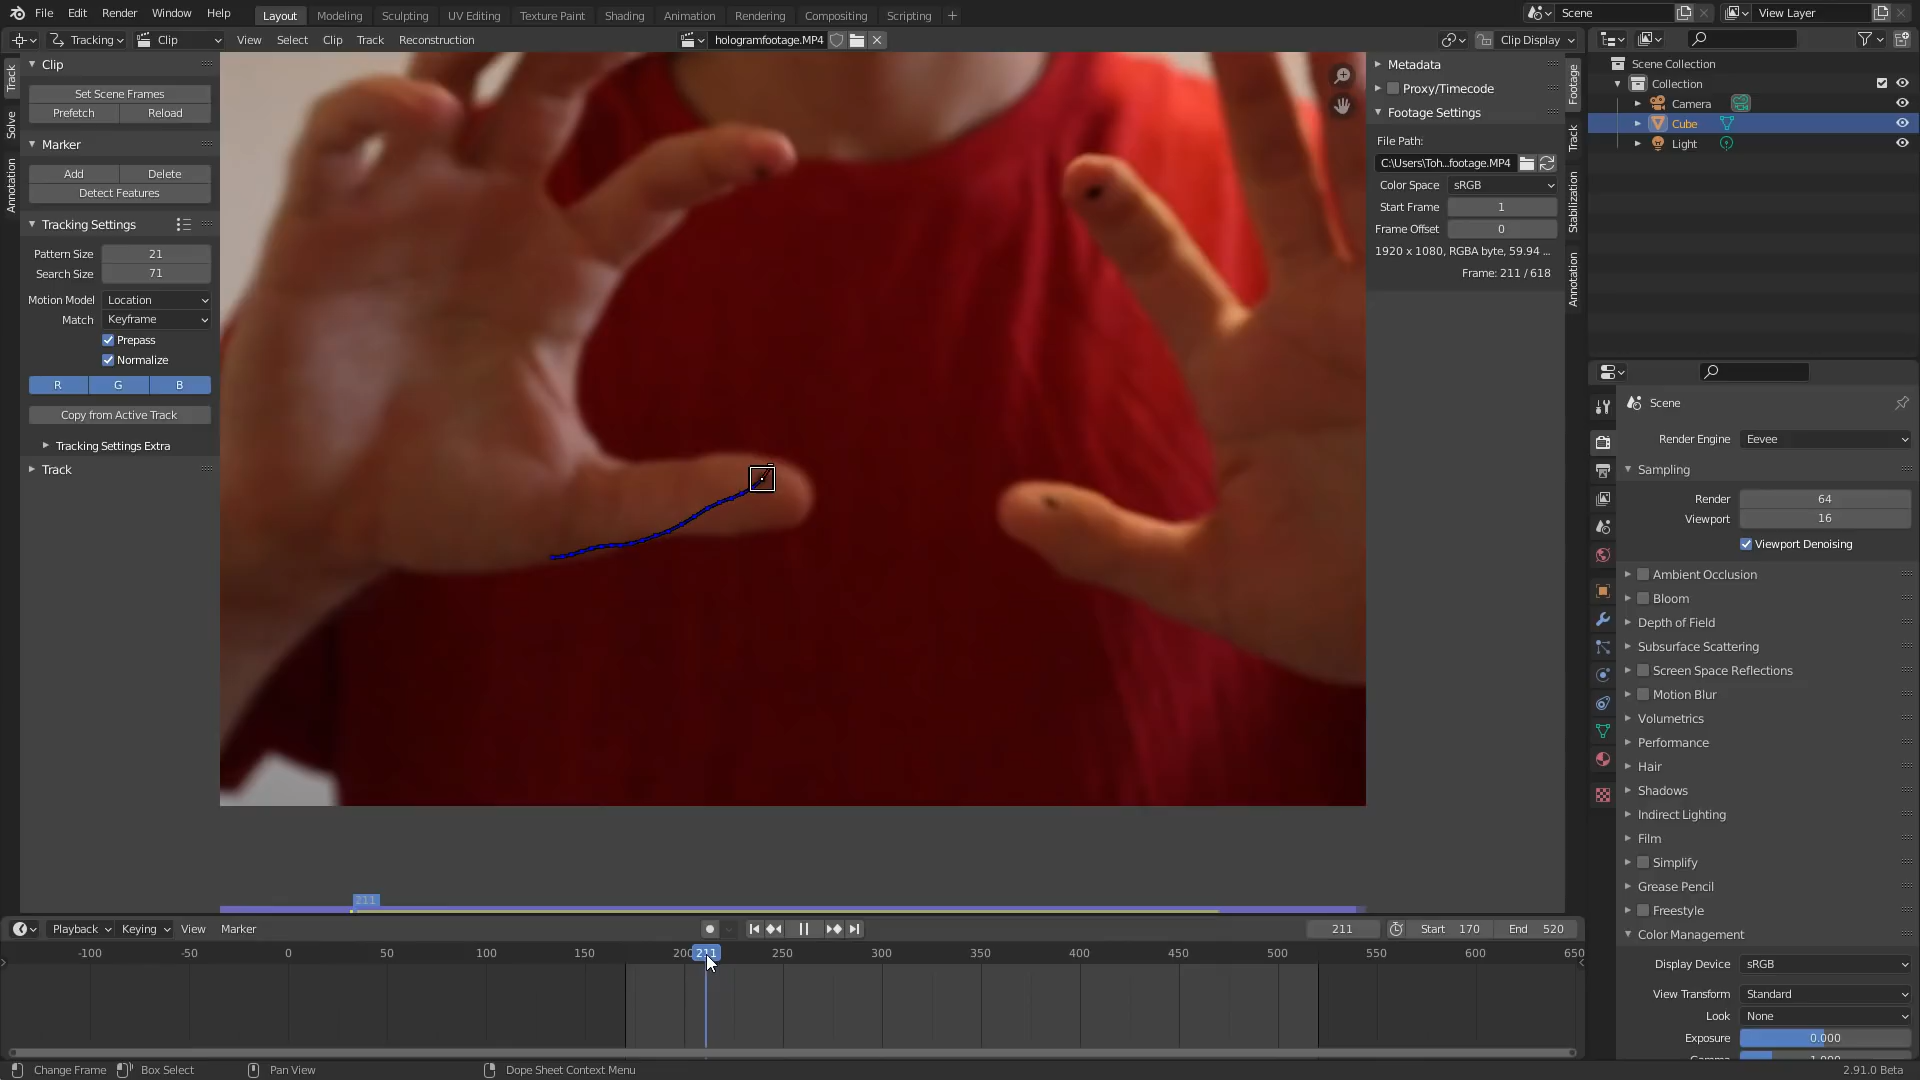 File Edit Render Window Help Layout Modeling Sculpting UV Editing Texture Paint Shading Animation Rendering Compositing Scripting + Scene View Layer
Tracking Clip View Select Clip Track Reconstruction hologramfootage.MP4 Clip Display
Track
Solve
Annotation
Clip
Set Scene Frames
Prefetch Reload
Marker
Add Delete
Detect Features
Tracking Settings
Pattern Size 21
Search Size 71
Motion Model Location
Match Keyframe
Prepass
Normalize
R G B
Copy from Active Track
Tracking Settings Extra
Track
Metadata
Proxy/Timecode
Footage Settings
File Path:
C:\Users\Toh...footage.MP4
Color Space sRGB
Start Frame 1
Frame Offset 0
1920 x 1080, RGBA byte, 59.94 ...
Frame: 211 / 618
Footage
Track
Stabilization
Annotation
Scene Collection
Collection
Camera
Cube
Light
Scene
Render Engine Eevee
Sampling
Render 64
Viewport 16
Viewport Denoising
Ambient Occlusion
Bloom
Depth of Field
Subsurface Scattering
Screen Space Reflections
Motion Blur
Volumetrics
Performance
Hair
Shadows
Indirect Lighting
Film
Simplify
Grease Pencil
Freestyle
Color Management
Display Device sRGB
View Transform Standard
Look None
Exposure 0.000
211
Playback Keying View Marker 211 Start 170 End 520
-100 -50 0 50 100 150 200 211 250 300 350 400 450 500 550 600 650
Change Frame Box Select Pan View Dope Sheet Context Menu 2.91.0 Beta